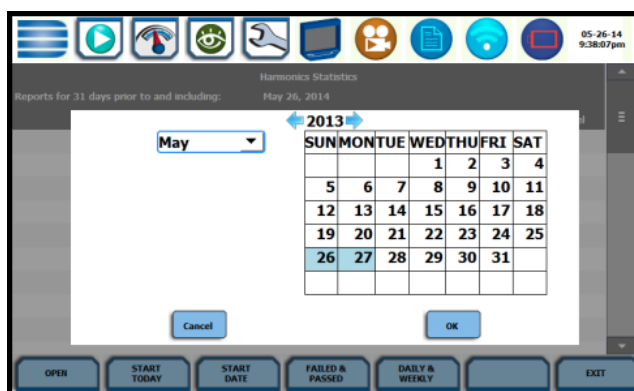 05-26-14
9:38:07pm
Harmonics Statistics
Reports for 31 days prior to and including: May 26, 2014
2013
May
SUN MON TUE WED THU FRI SAT
1 2 3 4
5 6 7 8 9 10 11
12 13 14 15 16 17 18
19 20 21 22 23 24 25
26 27 28 29 30 31
Cancel OK
OPEN START TODAY START DATE FAILED & PASSED DAILY & WEEKLY EXIT